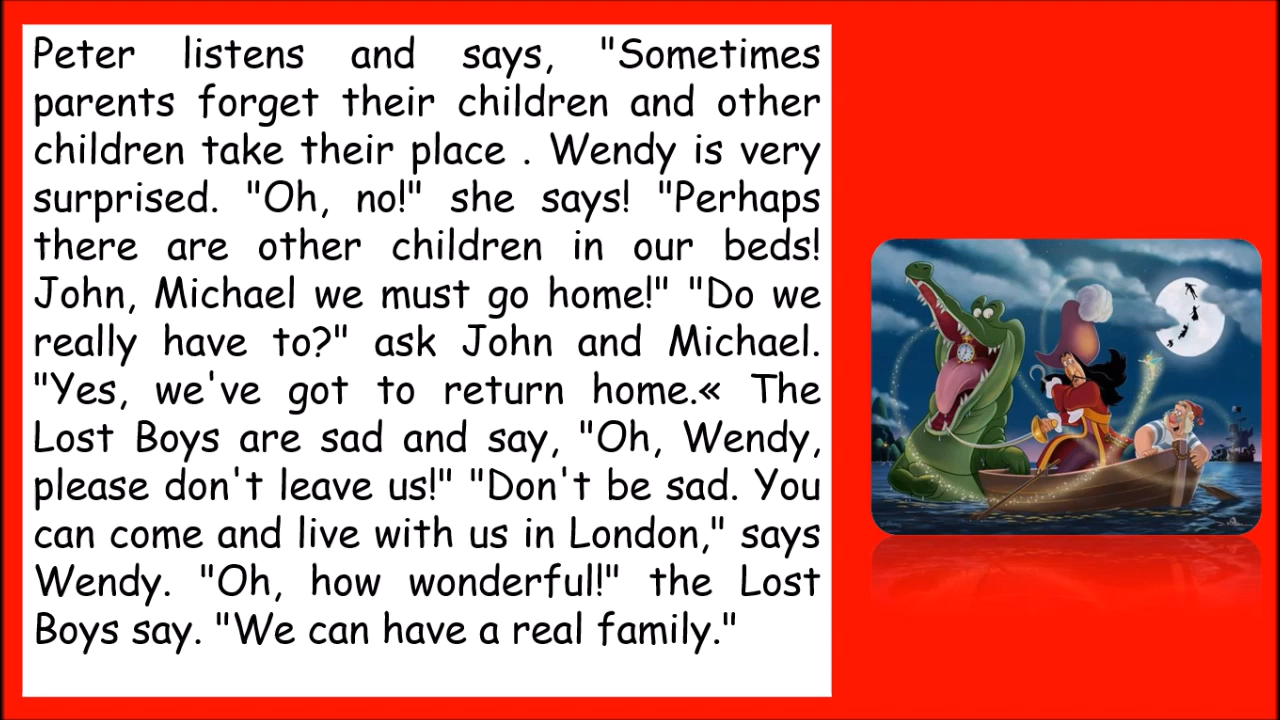 Peter listens and says, "Sometimes
parents forget their children and other
children take their place . Wendy is very
surprised. "Oh, no!" she says! "Perhaps
there are other children in our beds!
John, Michael we must go home!" "Do we
really have to?" ask John and Michael.
"Yes, we've got to return home.« The
Lost Boys are sad and say, "Oh, Wendy,
please don't leave us!" "Don't be sad. You
can come and live with us in London," says
Wendy. "Oh, how wonderful!" the Lost
Boys say. "We can have a real family."